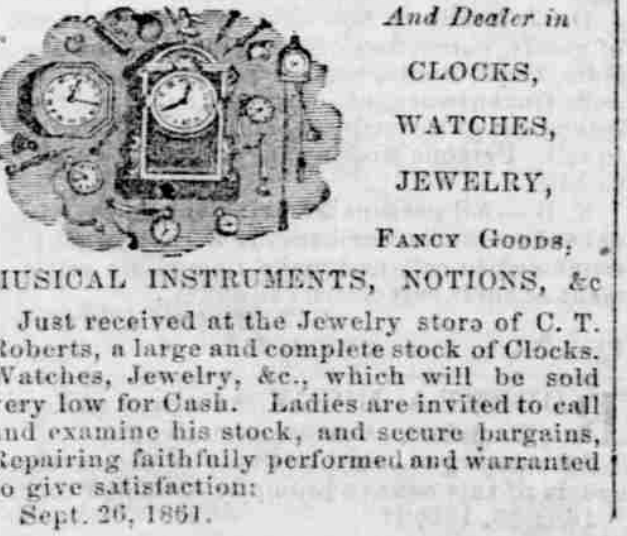 And Dealer in
CLOCKS,
WATCHES,
JEWELRY,
FANCY GOODS,
MUSICAL INSTRUMENTS, NOTIONS, &c
Just received at the Jewelry store of C. T.
Roberts, a large and complete stock of Clocks.
Watches, Jewelry, &c., which will be sold
very low for Cash. Ladies are invited to call
and examine his stock, and secure bargains,
Repairing faithfully performed and warranted
to give satisfaction:
Sept. 26, 1861.